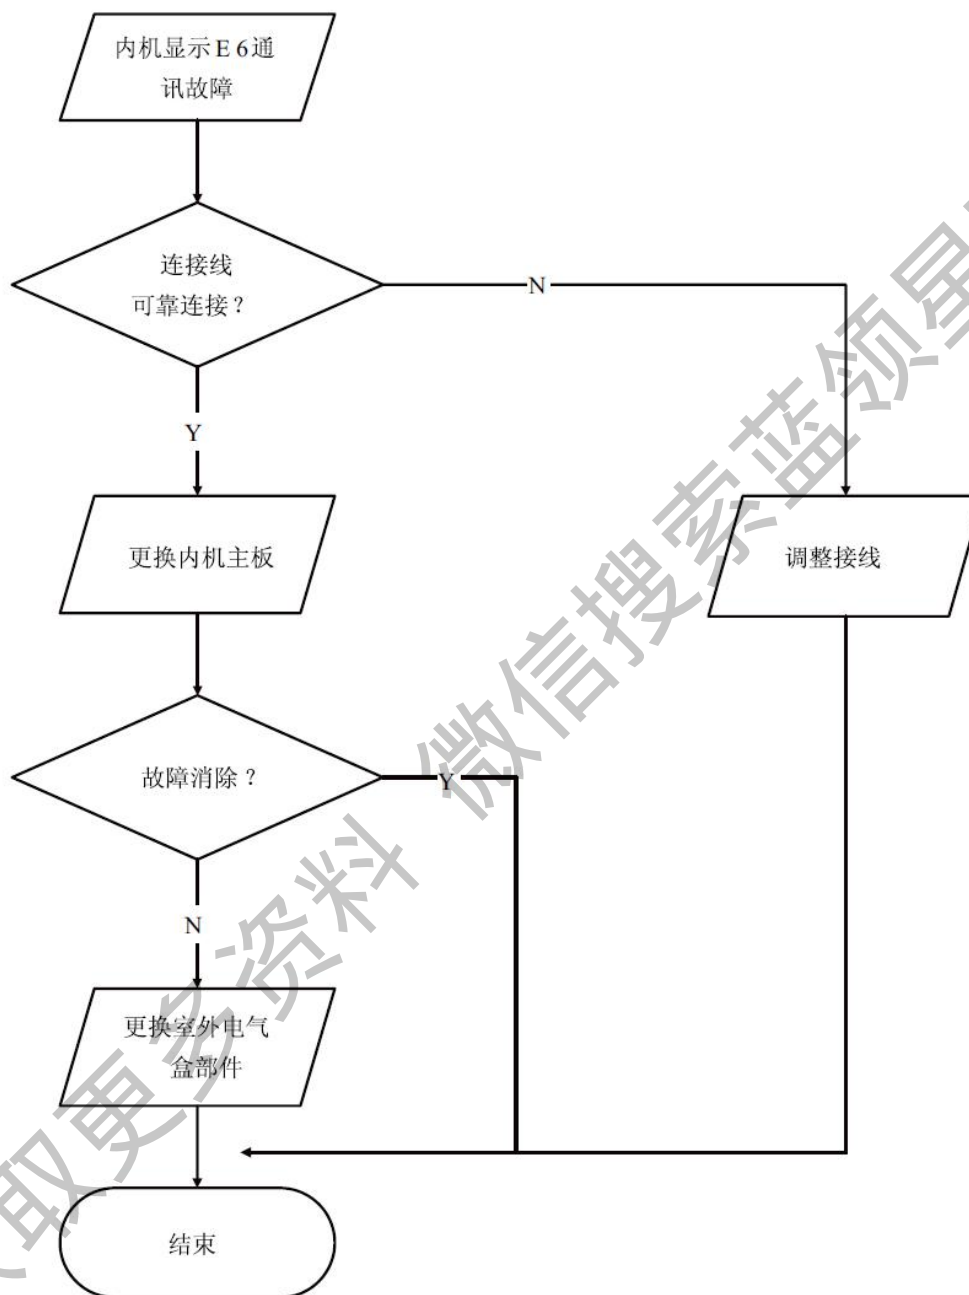 内机显示E6通
讯故障
连接线
可靠连接？
N
Y
更换内机主板
调整接线
故障消除？
Y
N
更换室外电气
盒部件
结束
取更多资料 微信搜索蓝领星